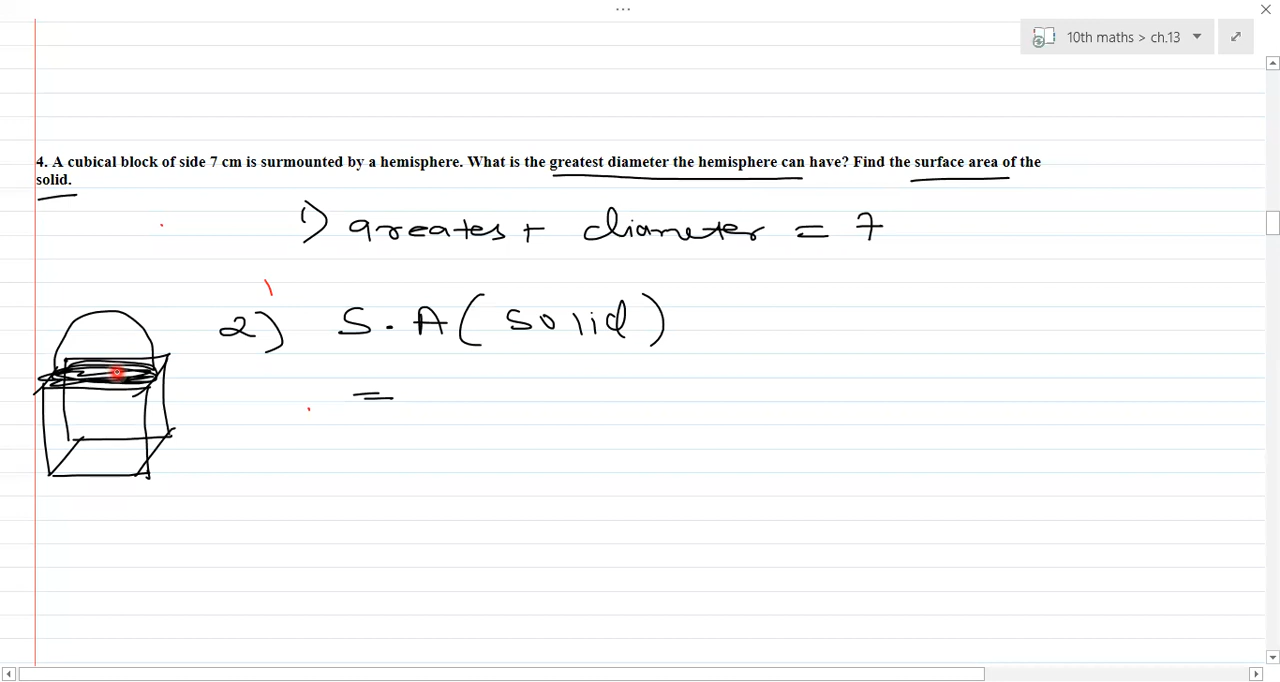 10th maths > ch.13
4. A cubical block of side 7 cm is surmounted by a hemisphere. What is the greatest diameter the hemisphere can have? Find the surface area of the
solid.
1) greatest diameter = 7
2) S.A (solid)
=